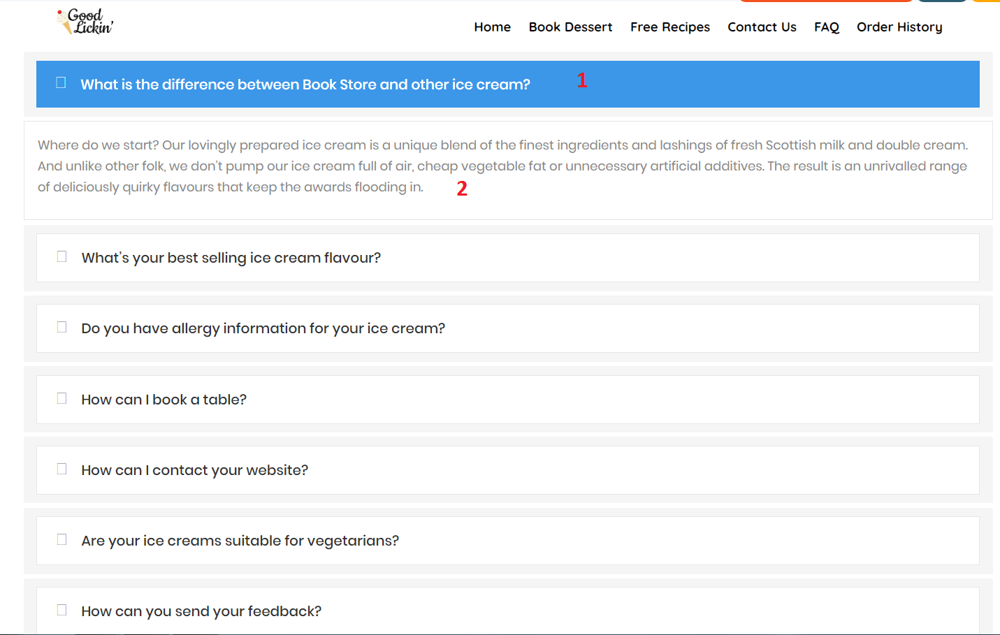 Good
Lickin'
Home Book Dessert Free Recipes Contact Us FAQ Order History
What is the difference between Book Store and other ice cream? 1
Where do we start? Our lovingly prepared ice cream is a unique blend of the finest ingredients and lashings of fresh Scottish milk and double cream.
And unlike other folk, we don't pump our ice cream full of air, cheap vegetable fat or unnecessary artificial additives. The result is an unrivalled range
of deliciously quirky flavours that keep the awards flooding in. 2
What's your best selling ice cream flavour?
Do you have allergy information for your ice cream?
How can I book a table?
How can I contact your website?
Are your ice creams suitable for vegetarians?
How can you send your feedback?